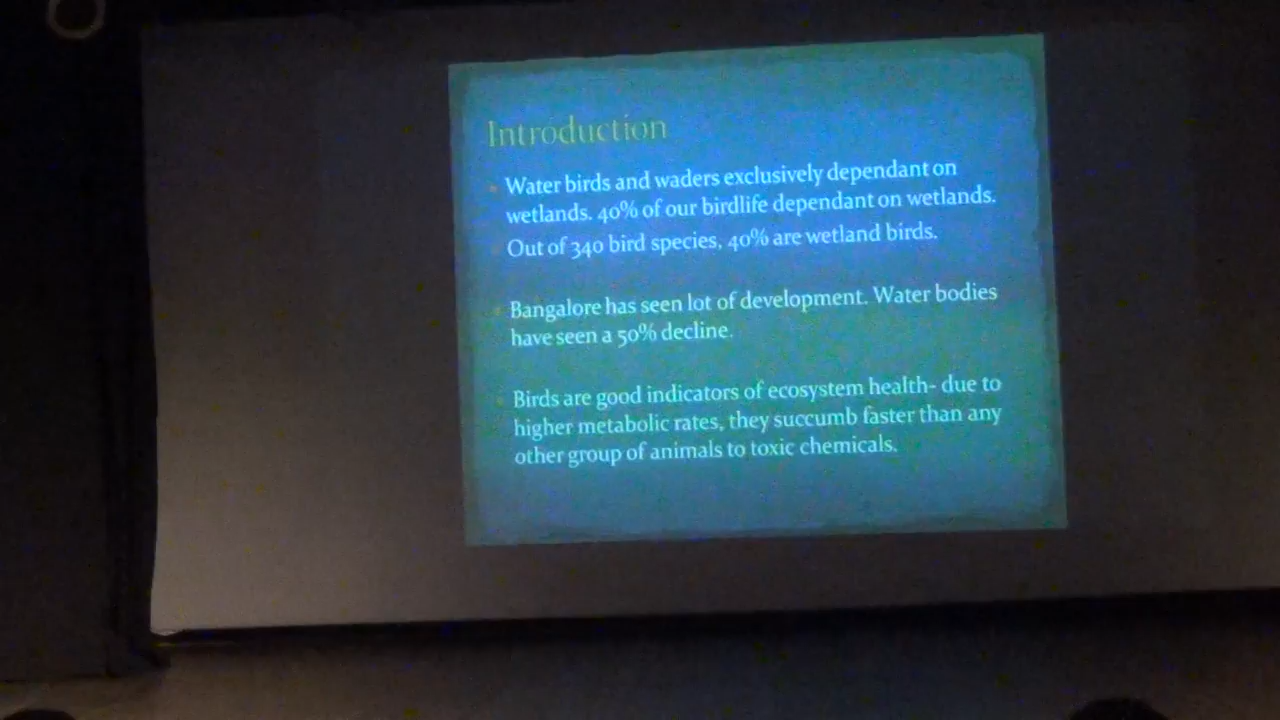 Introduction
Water birds and waders exclusively dependant on
wetlands. 40% of our birdlife dependant on wetlands.
Out of 340 bird species, 40% are wetland birds.
Bangalore has seen lot of development. Water bodies
have seen a 50% decline.
Birds are good indicators of ecosystem health- due to
higher metabolic rates, they succumb faster than any
other group of animals to toxic chemicals.